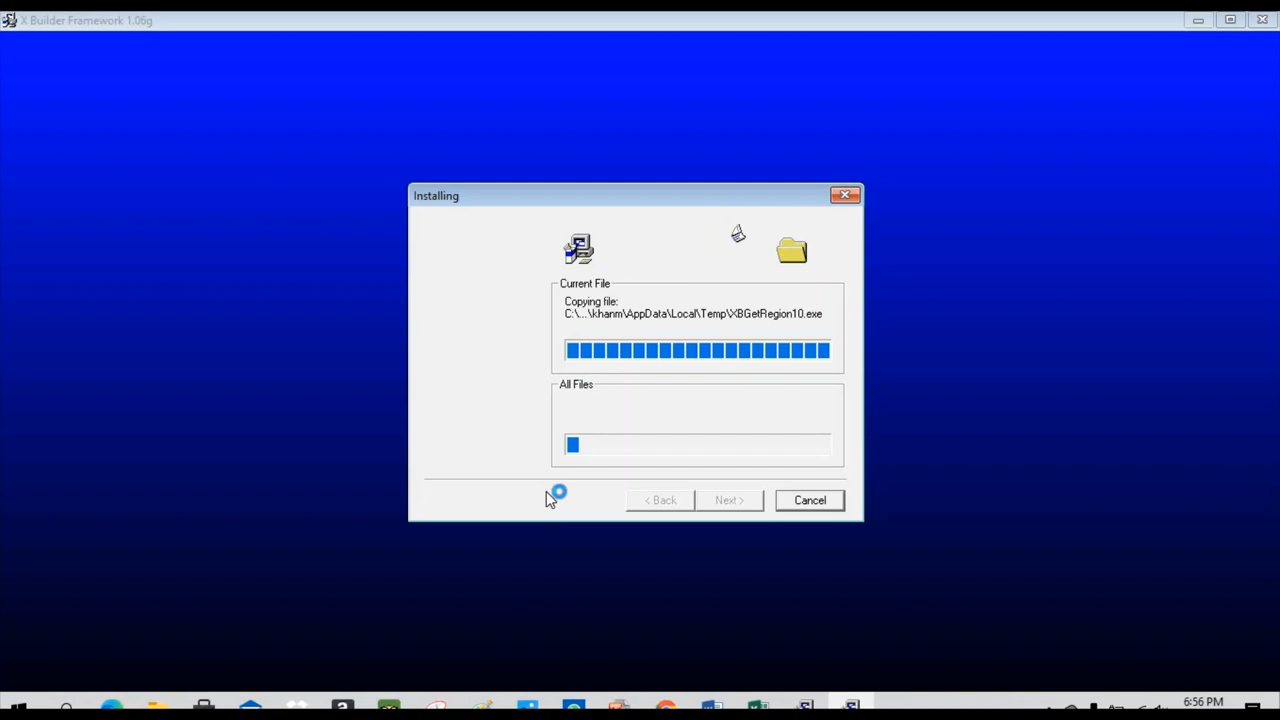 X Builder Framework 1.06g
Installing
Current File
Copying file:
C:\...\khanm\AppData\Local\Temp\XBGetRegion10.exe
All Files
< Back
Next >
Cancel
6:56 PM